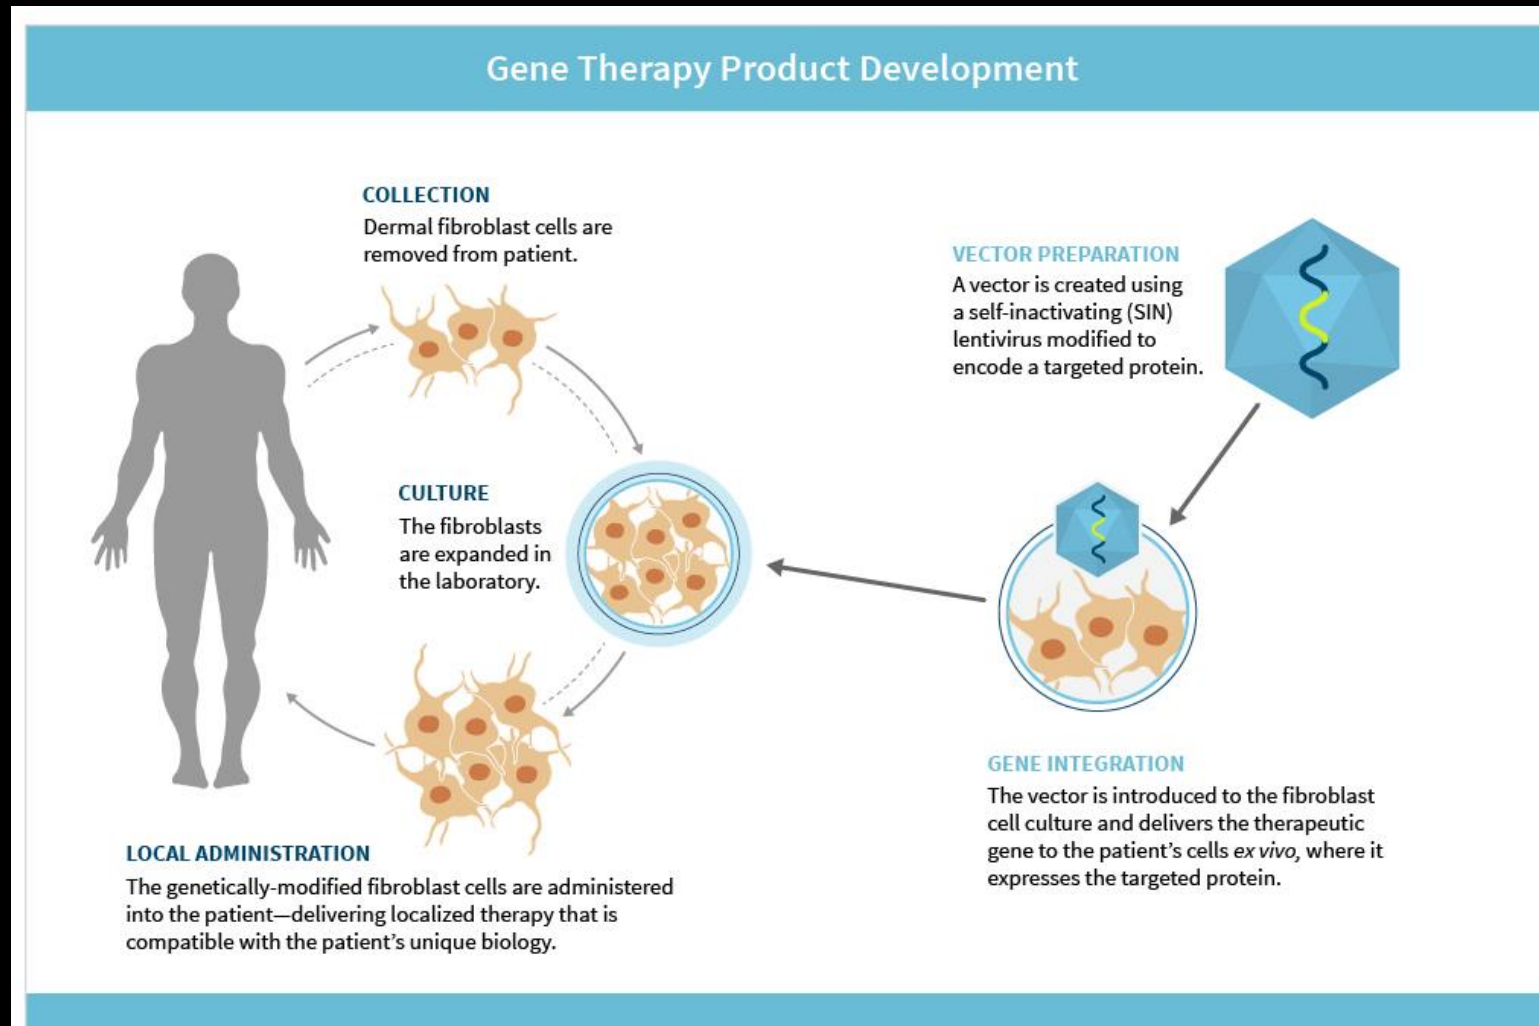 Gene Therapy Product Development
COLLECTION
Dermal fibroblast cells are
removed from patient.
VECTOR PREPARATION
A vector is created using
a self-inactivating (SIN)
lentivirus modified to
encode a targeted protein.
CULTURE
The fibroblasts
are expanded in
the laboratory.
GENE INTEGRATION
The vector is introduced to the fibroblast
cell culture and delivers the therapeutic
gene to the patient’s cells ex vivo, where it
expresses the targeted protein.
LOCAL ADMINISTRATION
The genetically-modified fibroblast cells are administered
into the patient—delivering localized therapy that is
compatible with the patient’s unique biology.